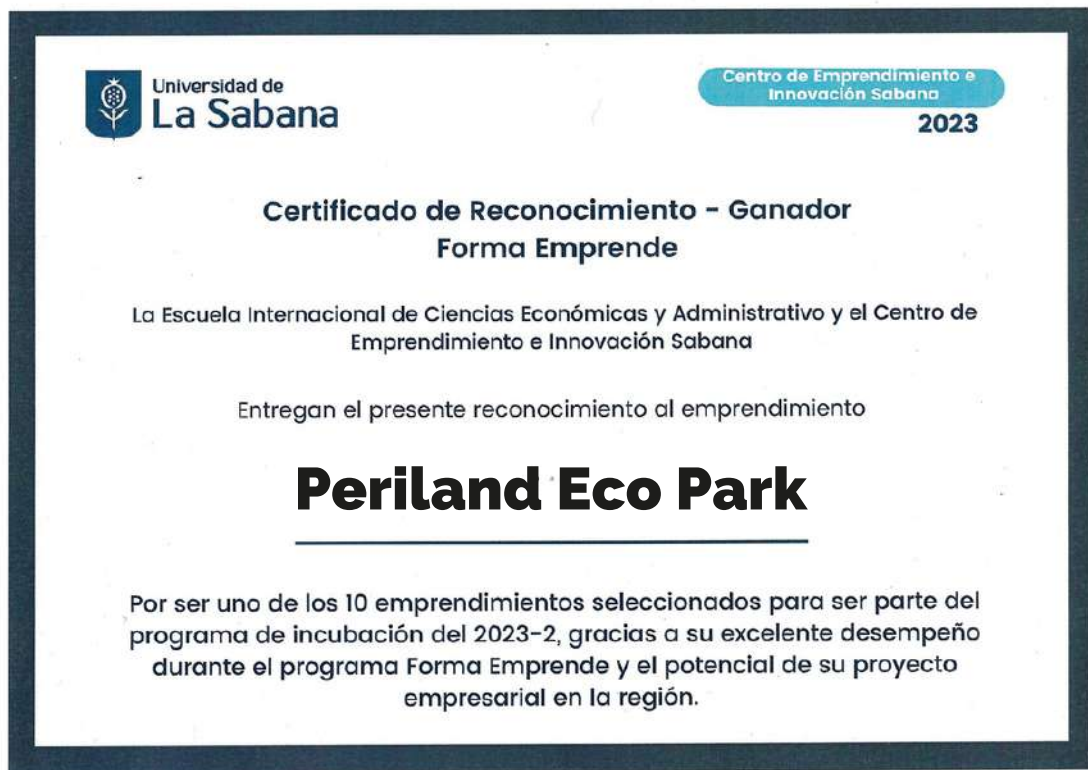 Universidad de
La Sabana
Centro de Emprendimiento e
Innovación Sabana
2023
Certificado de Reconocimiento - Ganador
Forma Emprende
La Escuela Internacional de Ciencias Económicas y Administrativo y el Centro de
Emprendimiento e Innovación Sabana
Entregan el presente reconocimiento al emprendimiento
Periland Eco Park
Por ser uno de los 10 emprendimientos seleccionados para ser parte del
programa de incubación del 2023-2, gracias a su excelente desempeño
durante el programa Forma Emprende y el potencial de su proyecto
empresarial en la región.